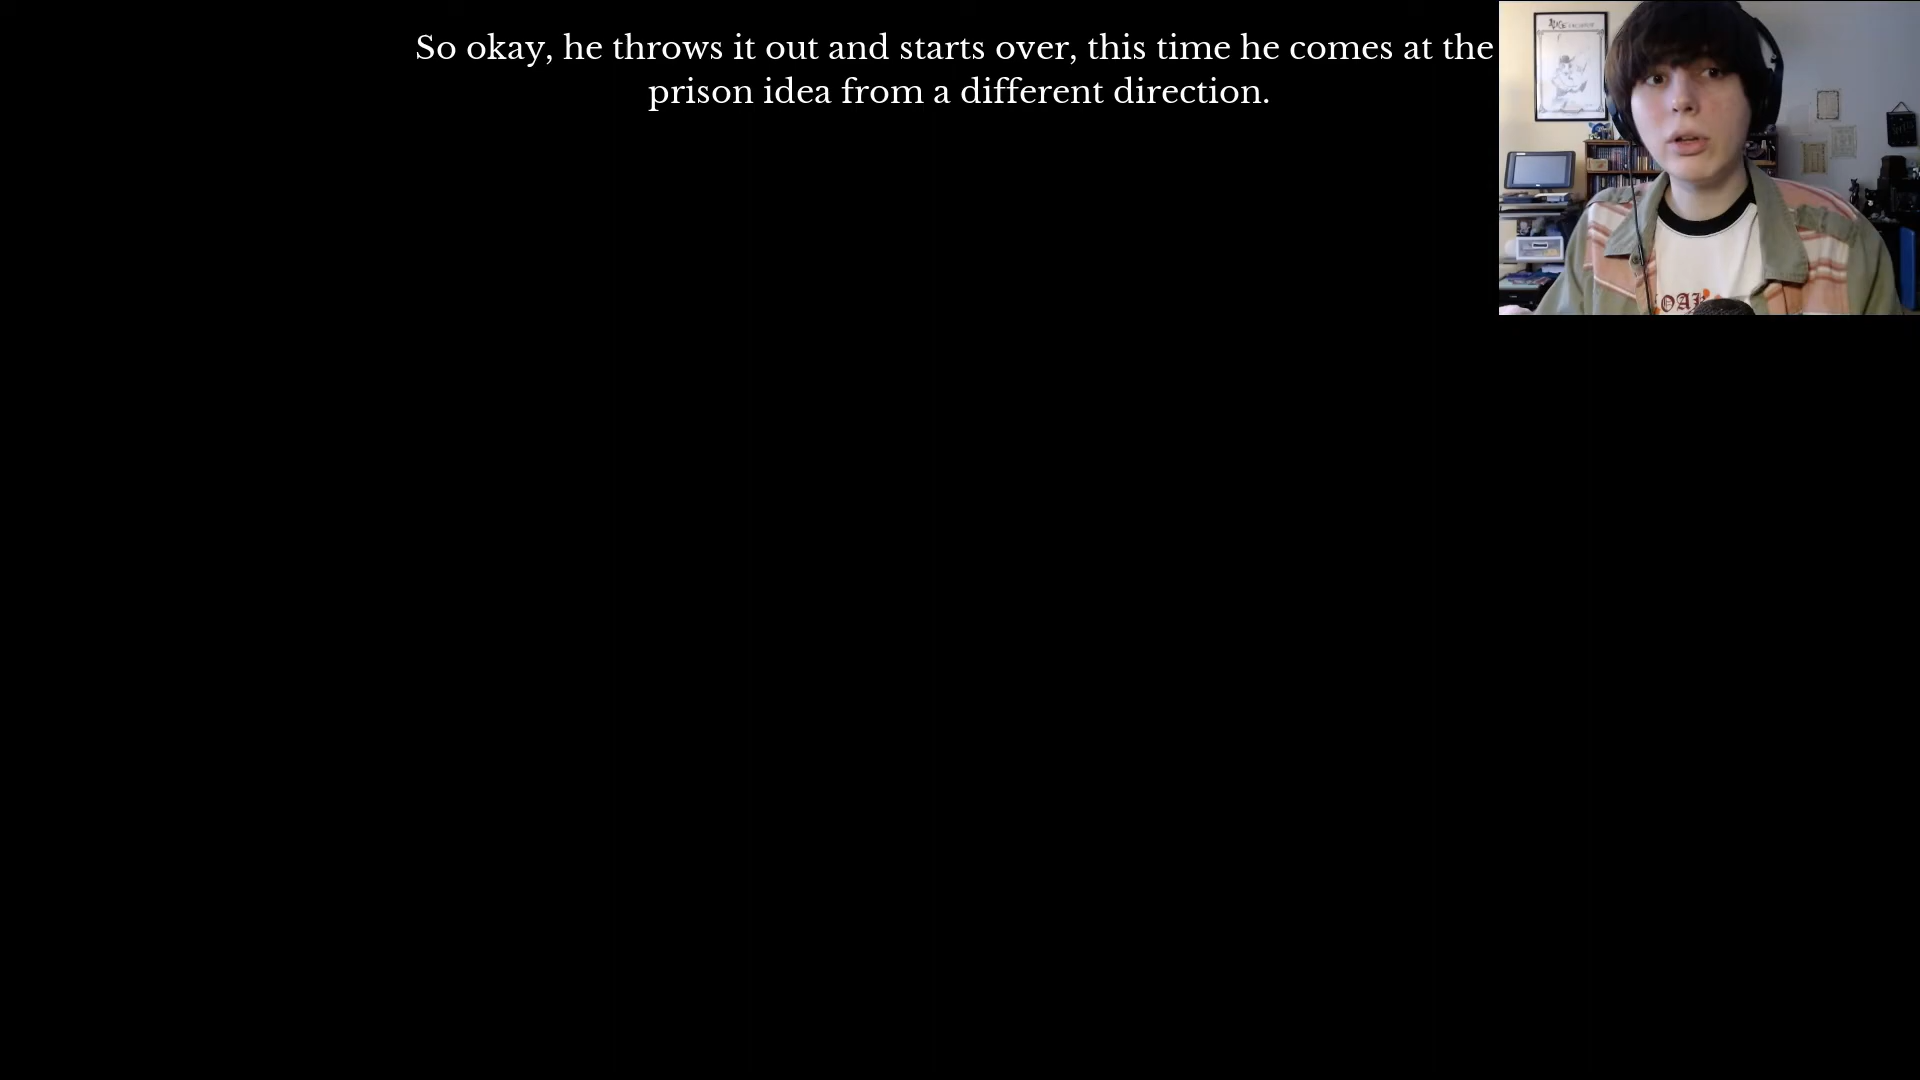 So okay, he throws it out and starts over, this time he comes at the
prison idea from a different direction.